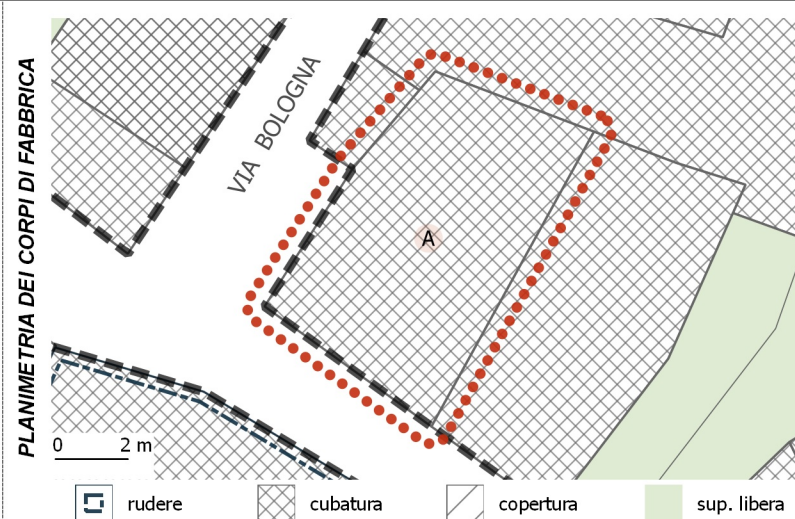 PLANIMETRIA DEI CORPI DI FABBRICA
VIA BOLOGNA
A
0 2 m
rudere cubatura copertura sup. libera